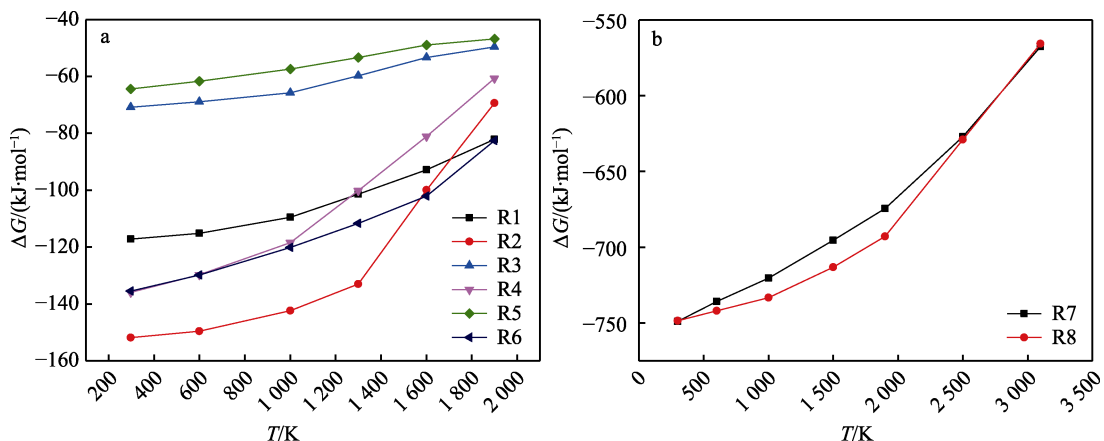 a
ΔG/(kJ·mol⁻¹)
−40
−60
−80
−100
−120
−140
−160
R1
R2
R3
R4
R5
R6
200
400
600
800
1 000
1 200
1 400
1 600
1 800
2 000
T/K
b
ΔG/(kJ·mol⁻¹)
−550
−600
−650
−700
−750
R7
R8
0
500
1 000
1 500
2 000
2 500
3 000
3 500
T/K